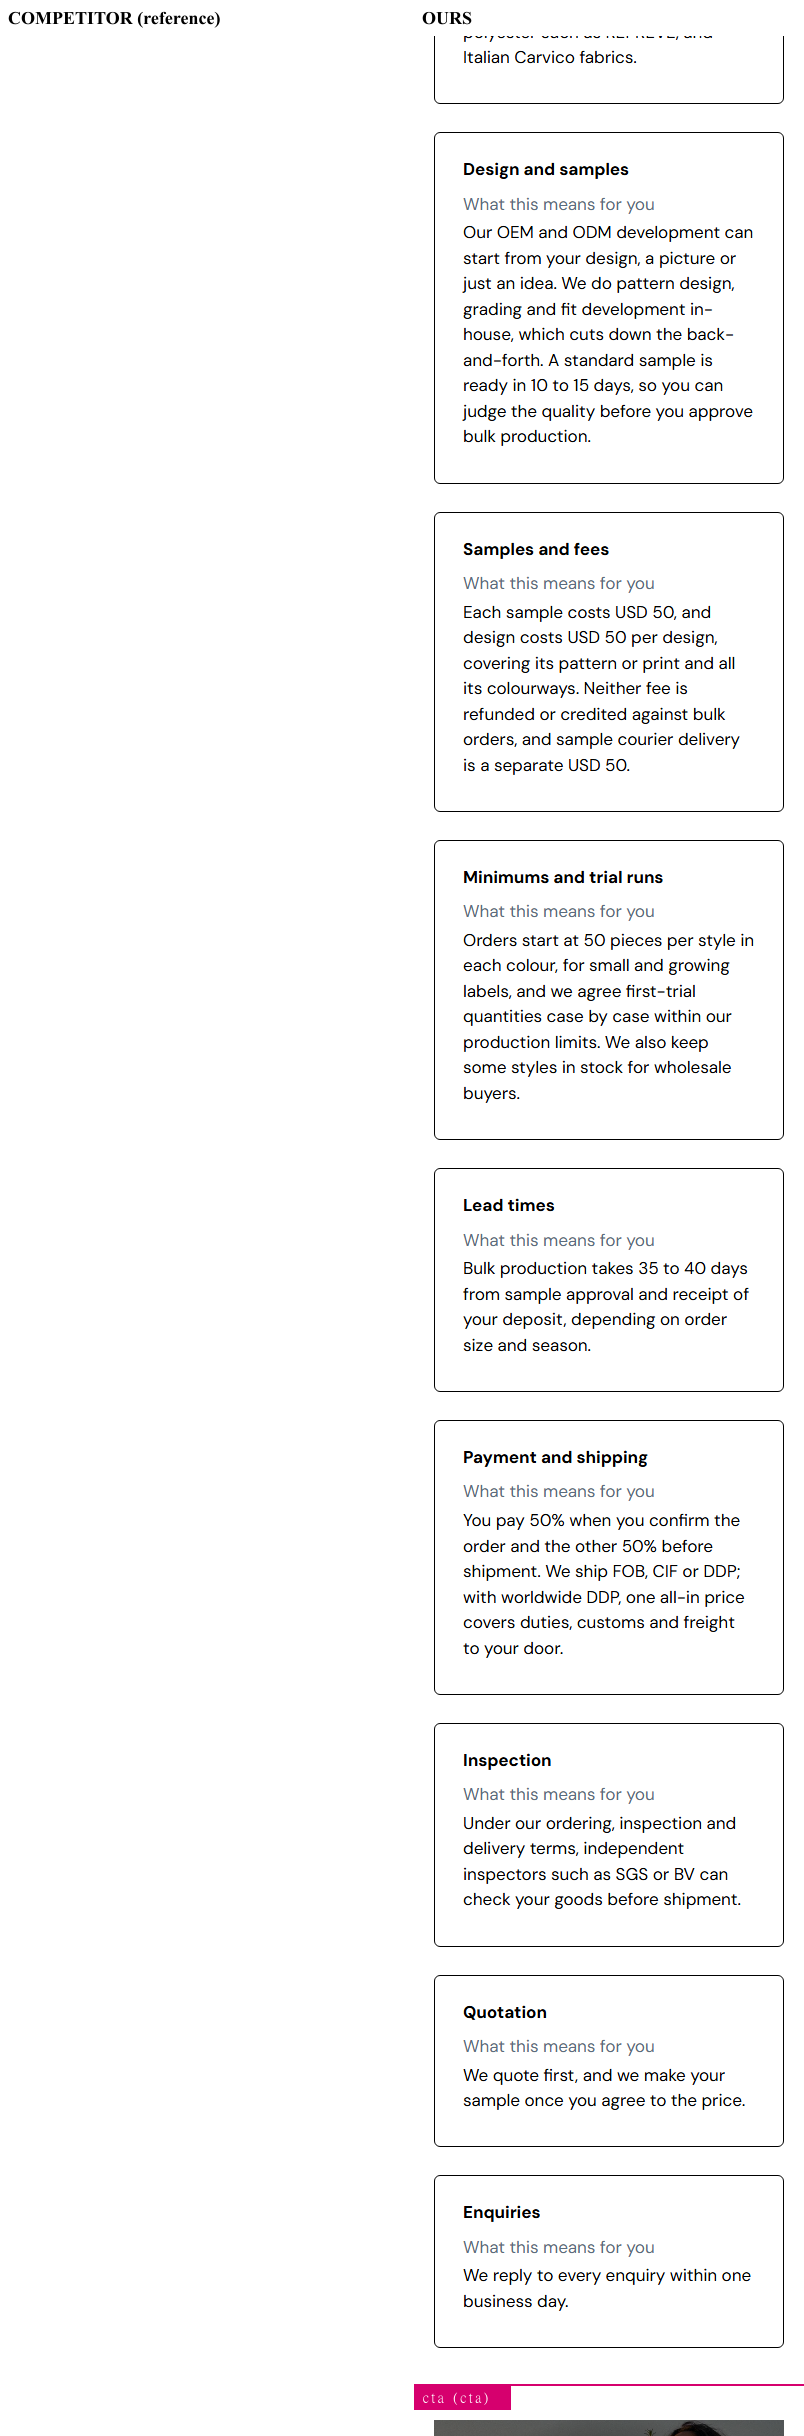 COMPETITOR (reference)
OURS
Italian Carvico fabrics.
Design and samples
What this means for you
Our OEM and ODM development can
start from your design, a picture or
just an idea. We do pattern design,
grading and fit development in-
house, which cuts down the back-
and-forth. A standard sample is
ready in 10 to 15 days, so you can
judge the quality before you approve
bulk production.
Samples and fees
What this means for you
Each sample costs USD 50, and
design costs USD 50 per design,
covering its pattern or print and all
its colourways. Neither fee is
refunded or credited against bulk
orders, and sample courier delivery
is a separate USD 50.
Minimums and trial runs
What this means for you
Orders start at 50 pieces per style in
each colour, for small and growing
labels, and we agree first-trial
quantities case by case within our
production limits. We also keep
some styles in stock for wholesale
buyers.
Lead times
What this means for you
Bulk production takes 35 to 40 days
from sample approval and receipt of
your deposit, depending on order
size and season.
Payment and shipping
What this means for you
You pay 50% when you confirm the
order and the other 50% before
shipment. We ship FOB, CIF or DDP;
with worldwide DDP, one all-in price
covers duties, customs and freight
to your door.
Inspection
What this means for you
Under our ordering, inspection and
delivery terms, independent
inspectors such as SGS or BV can
check your goods before shipment.
Quotation
What this means for you
We quote first, and we make your
sample once you agree to the price.
Enquiries
What this means for you
We reply to every enquiry within one
business day.
cta (cta)